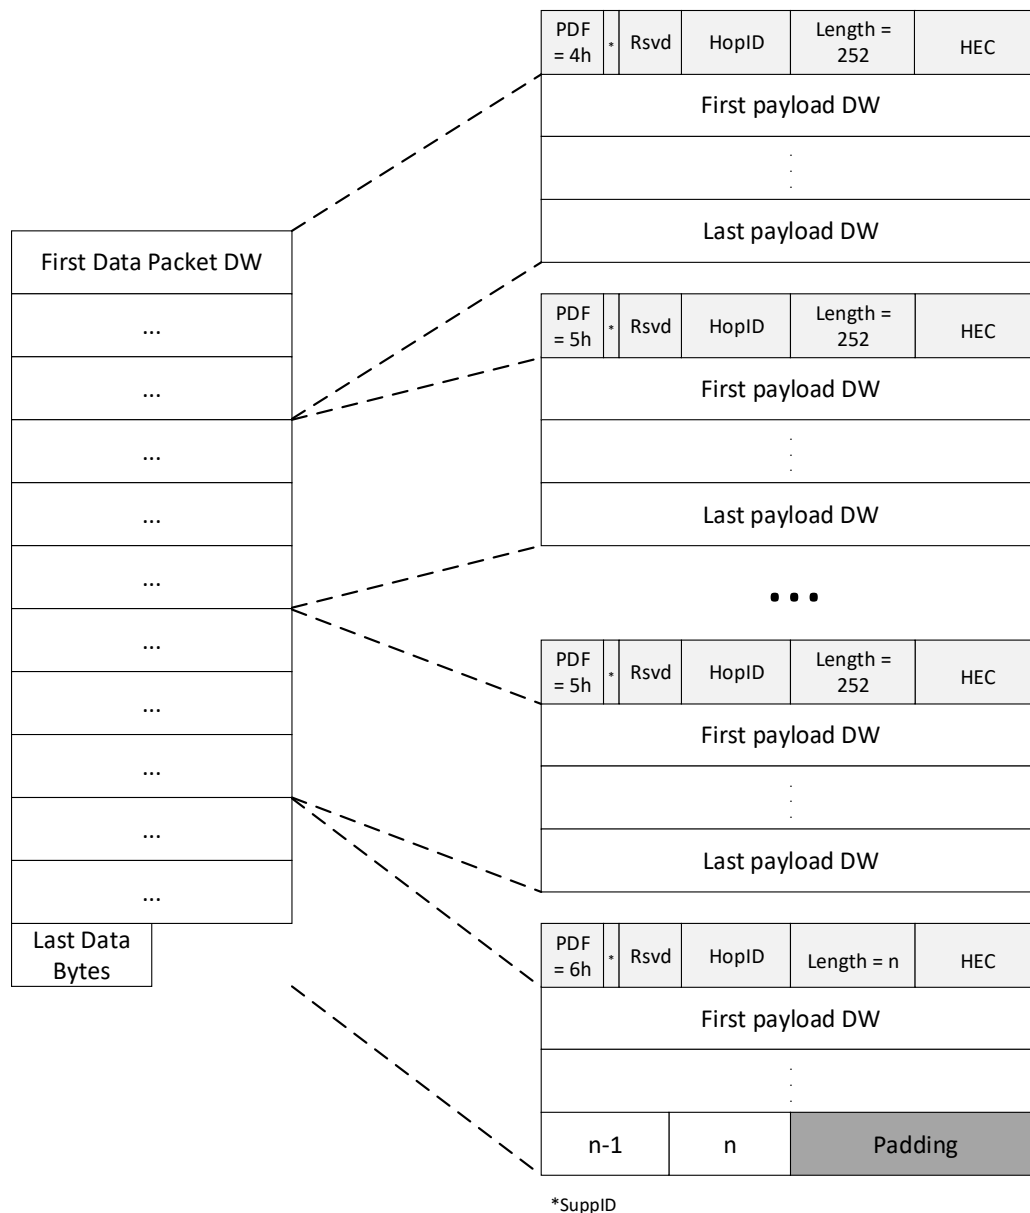 First Data Packet DW
...
...
...
...
...
...
...
...
...
...
Last Data
Bytes
PDF
= 4h
*
Rsvd
HopID
Length =
252
HEC
First payload DW
.
.
.
Last payload DW
PDF
= 5h
*
Rsvd
HopID
Length =
252
HEC
First payload DW
.
.
.
Last payload DW
...
PDF
= 5h
*
Rsvd
HopID
Length =
252
HEC
First payload DW
.
.
.
Last payload DW
PDF
= 6h
*
Rsvd
HopID
Length = n
HEC
First payload DW
.
.
.
n-1
n
Padding
*SuppID